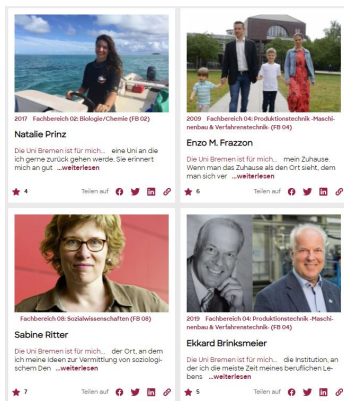 2017 Fachbereich 02: Biologie/Chemie (FB 02)
Natalie Prinz
Die Uni Bremen ist für mich... eine Uni an die
ich gerne zurück gehen werde. Sie erinnert
mich an gut ...weiterlesen
4 Teilen auf
2009 Fachbereich 04: Produktionstechnik -Maschi-
nenbau & Verfahrenstechnik- (FB 04)
Enzo M. Frazzon
Die Uni Bremen ist für mich... mein Zuhause.
Wenn man das Zuhause als den Ort sieht, dem
man sich ver ...weiterlesen
6 Teilen auf
Fachbereich 08: Sozialwissenschaften (FB 08)
Sabine Ritter
Die Uni Bremen ist für mich... der Ort, an dem
ich meine Ideen zur Vermittlung von soziologi-
schem Den ...weiterlesen
7 Teilen auf
2019 Fachbereich 04: Produktionstechnik -Maschi-
nenbau & Verfahrenstechnik- (FB 04)
Ekkard Brinksmeier
Die Uni Bremen ist für mich... die Institution, an
der ich die meiste Zeit meines beruflichen Le-
bens ...weiterlesen
5 Teilen auf